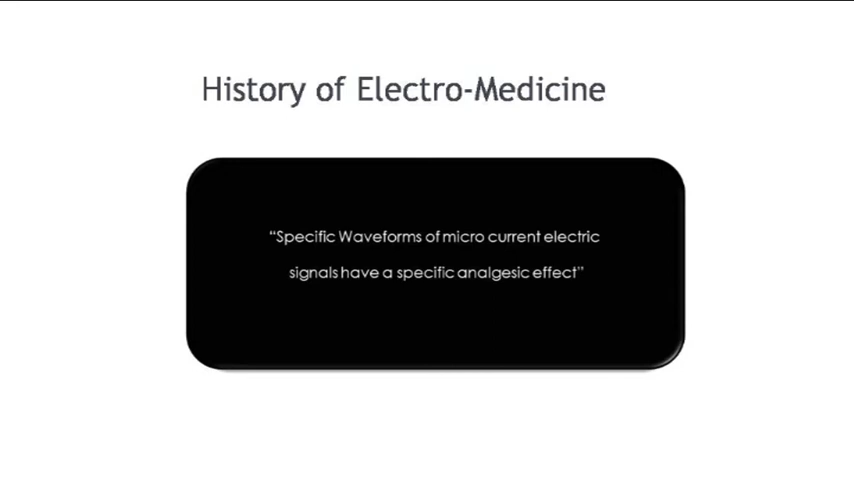 History of Electro-Medicine
“Specific Waveforms of micro current electric
signals have a specific analgesic effect”